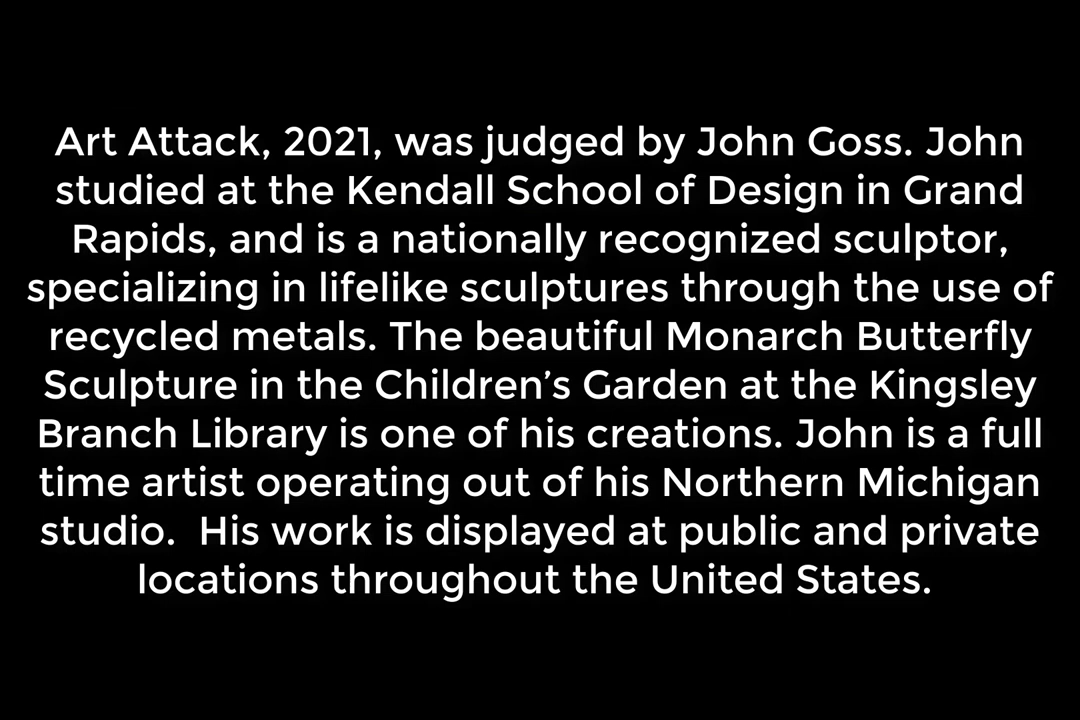 Art Attack, 2021, was judged by John Goss. John
studied at the Kendall School of Design in Grand
Rapids, and is a nationally recognized sculptor,
specializing in lifelike sculptures through the use of
recycled metals. The beautiful Monarch Butterfly
Sculpture in the Children’s Garden at the Kingsley
Branch Library is one of his creations. John is a full
time artist operating out of his Northern Michigan
studio.  His work is displayed at public and private
locations throughout the United States.